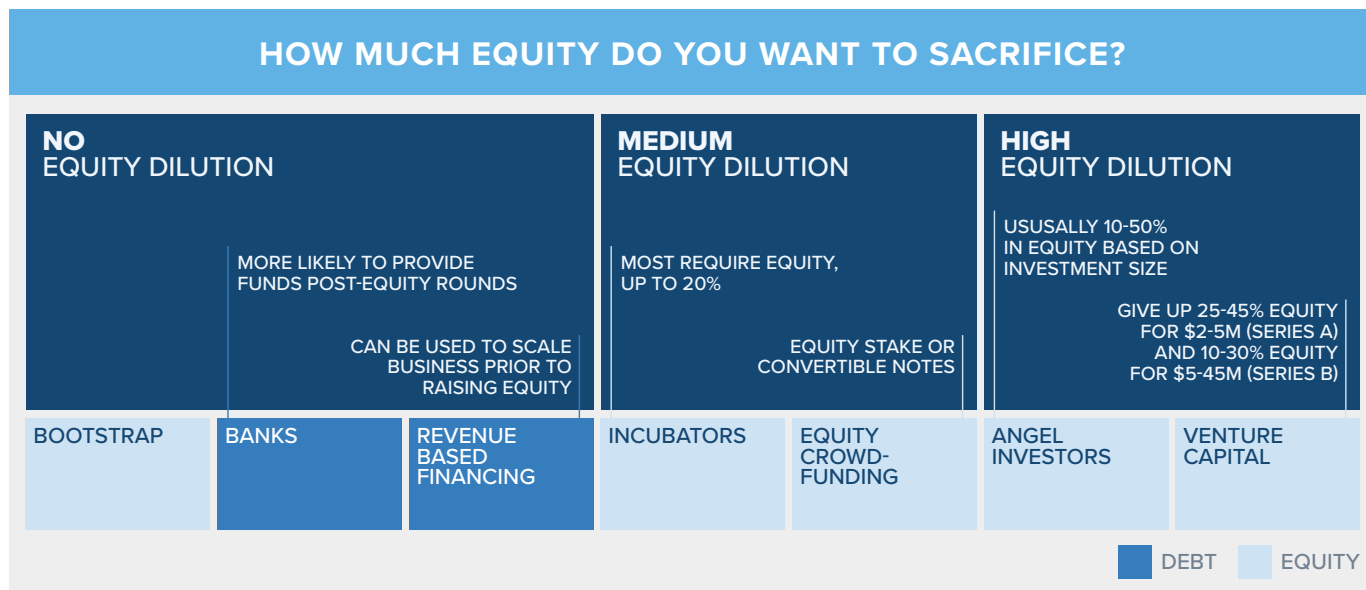 HOW MUCH EQUITY DO YOU WANT TO SACRIFICE?
NO
EQUITY DILUTION
MORE LIKELY TO PROVIDE
FUNDS POST-EQUITY ROUNDS
CAN BE USED TO SCALE
BUSINESS PRIOR TO
RAISING EQUITY
MEDIUM
EQUITY DILUTION
MOST REQUIRE EQUITY,
UP TO 20%
EQUITY STAKE OR
CONVERTIBLE NOTES
HIGH
EQUITY DILUTION
USUSALLY 10-50%
IN EQUITY BASED ON
INVESTMENT SIZE
GIVE UP 25-45% EQUITY
FOR $2-5M (SERIES A)
AND 10-30% EQUITY
FOR $5-45M (SERIES B)
BOOTSTRAP
BANKS
REVENUE
BASED
FINANCING
INCUBATORS
EQUITY
CROWD-
FUNDING
ANGEL
INVESTORS
VENTURE
CAPITAL
DEBT
EQUITY